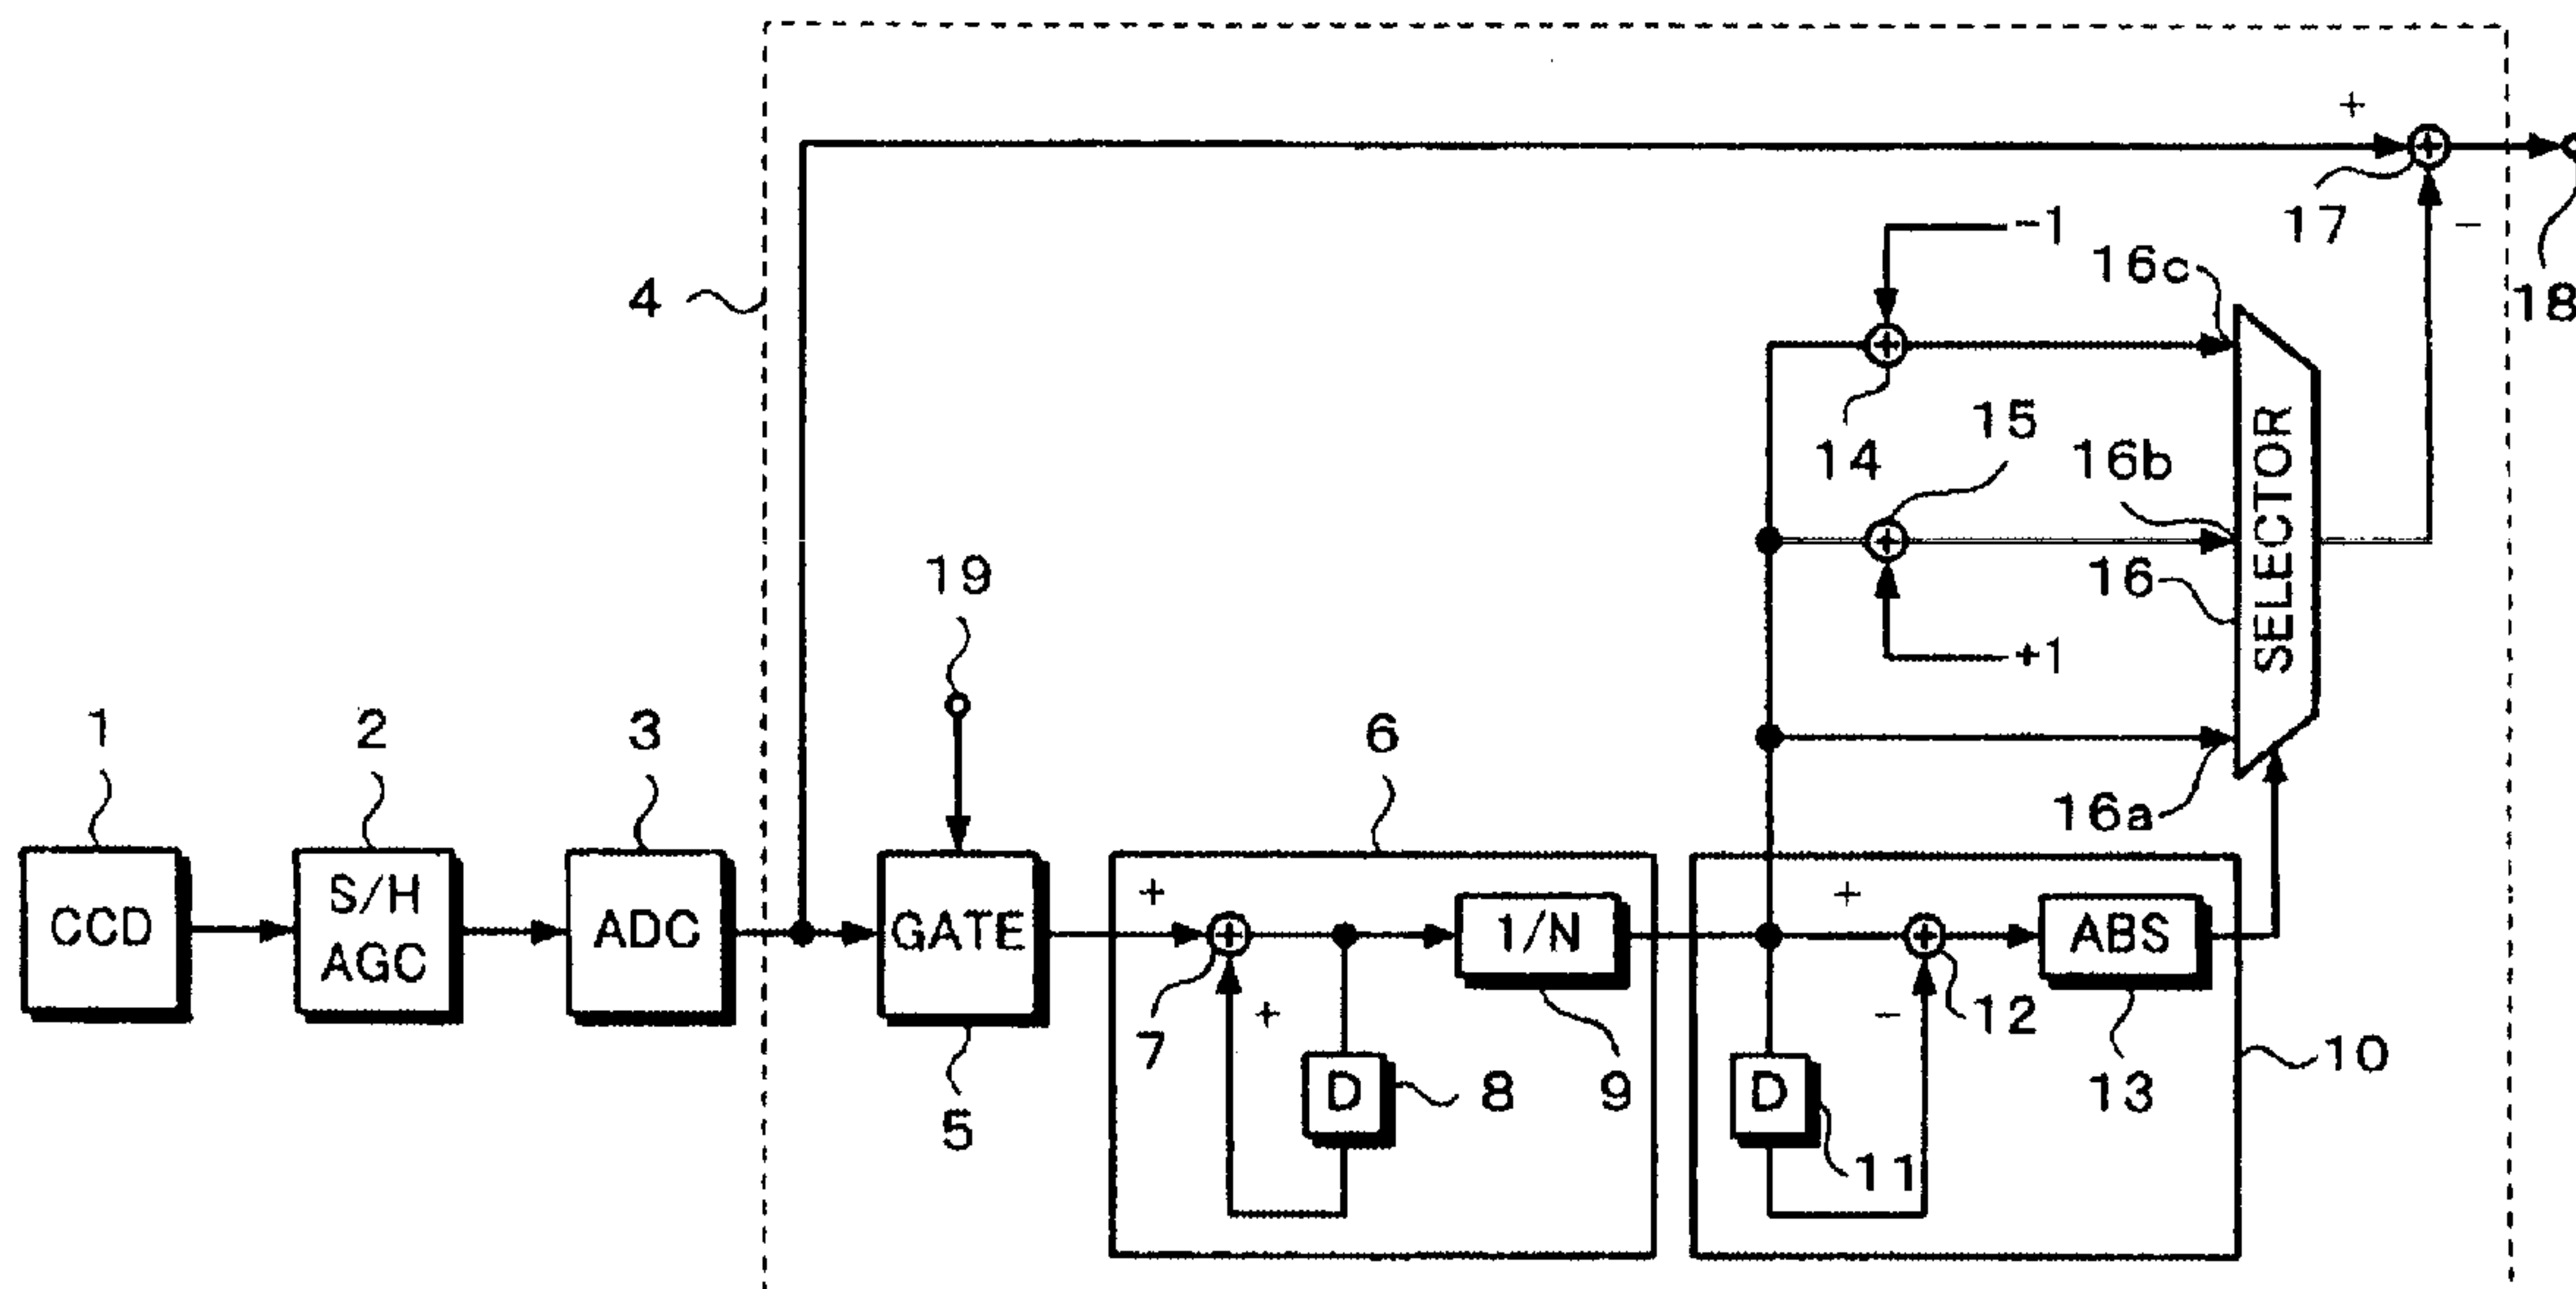 +
17
-
18
-1
16c
4
14
15
16b
16
SELECTOR
+1
19
16a
1
2
3
6
CCD
S/H
AGC
ADC
GATE
+
+
7
1/N
D
8
9
5
+
-
12
ABS
13
D
11
10